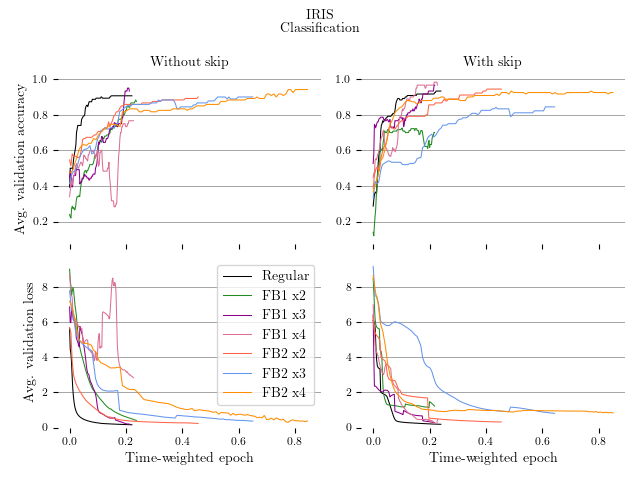 IRIS
Classification
Without skip
With skip
Avg. validation accuracy
1.0
0.8
0.6
0.4
0.2
1.0
0.8
0.6
0.4
0.2
Avg. validation loss
8
6
4
2
0
8
6
4
2
0
Regular
FB1 x2
FB1 x3
FB1 x4
FB2 x2
FB2 x3
FB2 x4
0.0 0.2 0.4 0.6 0.8
0.0 0.2 0.4 0.6 0.8
Time-weighted epoch
Time-weighted epoch